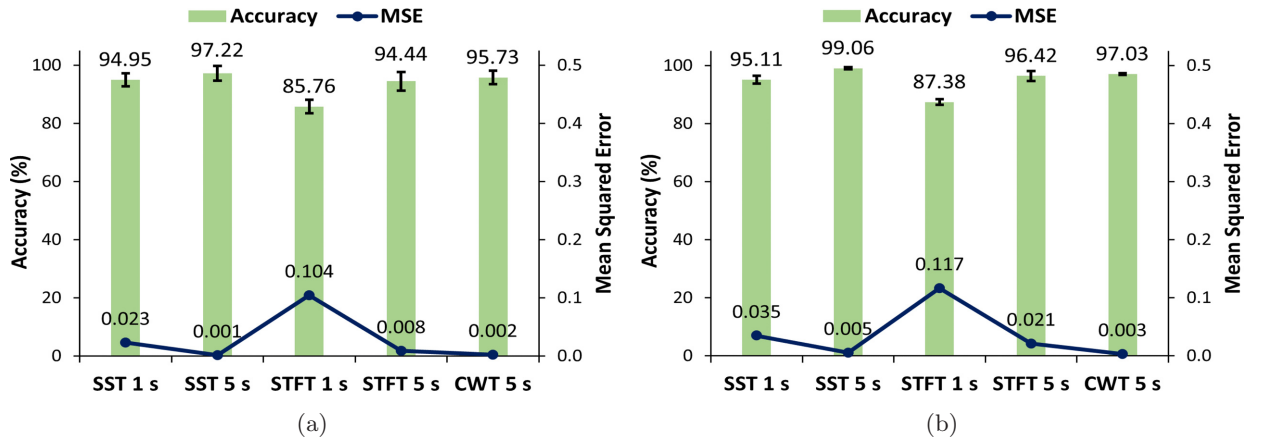 Accuracy MSE
94.95 97.22 85.76 94.44 95.73
100 80 60 40 20 0
Accuracy (%)
0.5 0.4 0.3 0.2 0.1 0.0
Mean Squared Error
0.023 0.001 0.104 0.008 0.002
SST 1 s SST 5 s STFT 1 s STFT 5 s CWT 5 s
(a)
Accuracy MSE
95.11 99.06 87.38 96.42 97.03
100 80 60 40 20 0
Accuracy (%)
0.5 0.4 0.3 0.2 0.1 0.0
Mean Squared Error
0.035 0.005 0.117 0.021 0.003
SST 1 s SST 5 s STFT 1 s STFT 5 s CWT 5 s
(b)